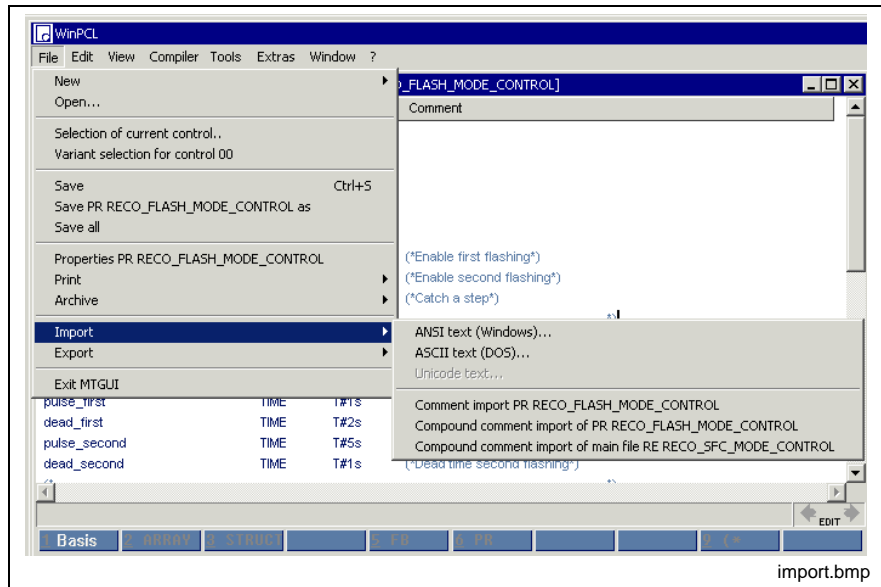 WinPCL
File Edit View Compiler Tools Extras Window ?
O_FLASH_MODE_CONTROL]
New
Open...
Comment
Selection of current control..
Variant selection for control 00
Save Ctrl+S
Save PR RECO_FLASH_MODE_CONTROL as
Save all
Properties PR RECO_FLASH_MODE_CONTROL
(*Enable first flashing*)
Print
(*Enable second flashing*)
Archive
(*Catch a step*)
*)
Import
Export
Exit MTGUI
ANSI text (Windows)...
ASCII text (DOS)...
Unicode text...
Comment import PR RECO_FLASH_MODE_CONTROL
Compound comment import of PR RECO_FLASH_MODE_CONTROL
Compound comment import of main file RE RECO_SFC_MODE_CONTROL
pulse_first TIME T#1s
dead_first TIME T#2s
pulse_second TIME T#5s
dead_second TIME T#1s (*Dead time second flashing*)
(* *)
EDIT
1 Basis 2 ARRAY 3 STRUCT 5 FB 6 PR 9 (*
import.bmp